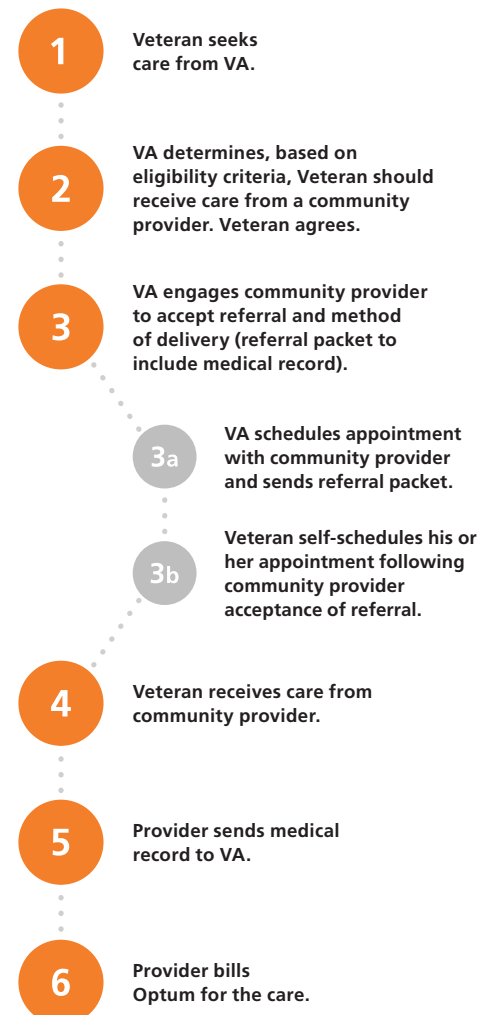 1
Veteran seeks
care from VA.
2
VA determines, based on
eligibility criteria, Veteran should
receive care from a community
provider. Veteran agrees.
3
VA engages community provider
to accept referral and method
of delivery (referral packet to
include medical record).
3a
VA schedules appointment
with community provider
and sends referral packet.
3b
Veteran self-schedules his or
her appointment following
community provider
acceptance of referral.
4
Veteran receives care from
community provider.
5
Provider sends medical
record to VA.
6
Provider bills
Optum for the care.